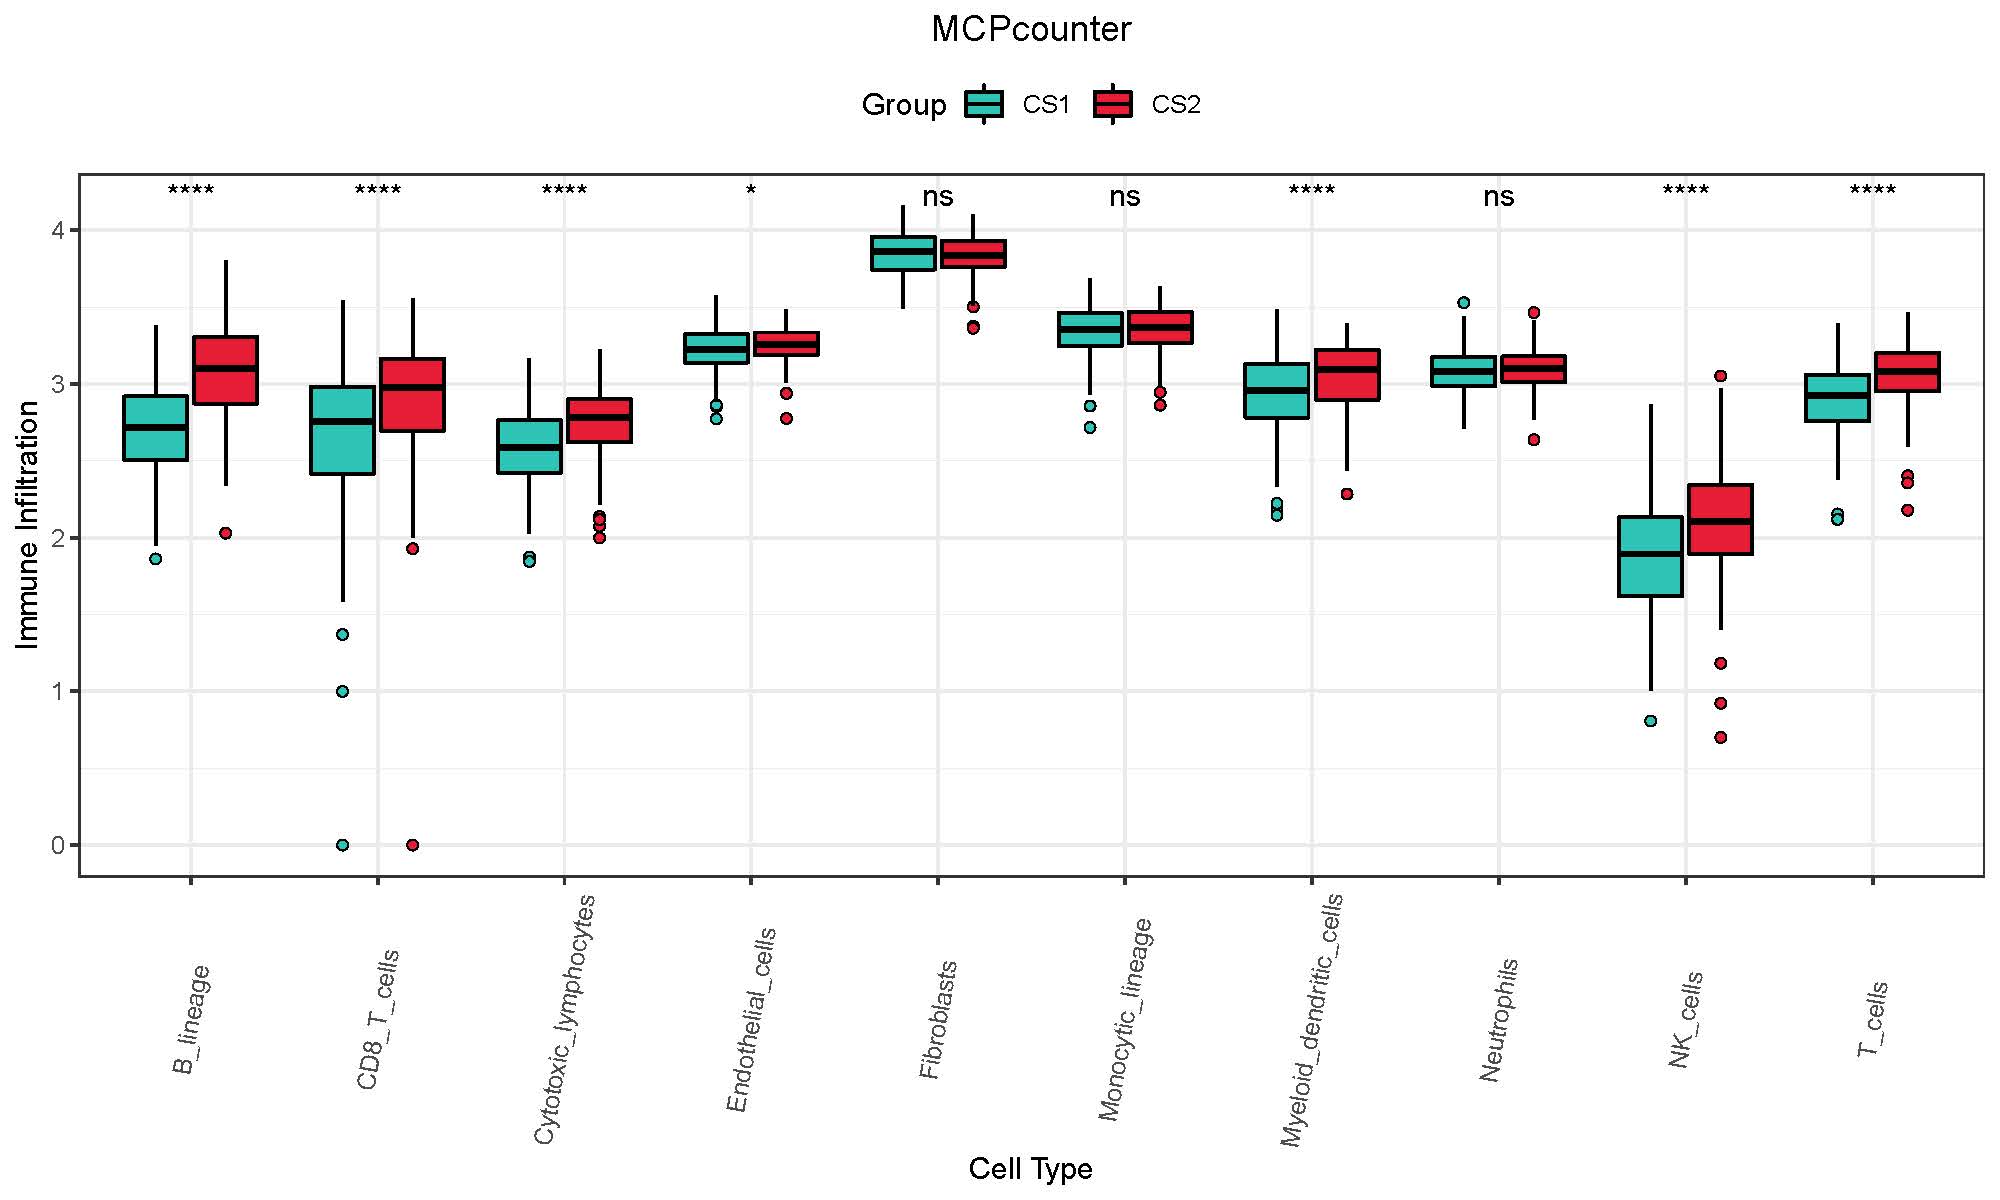 MCPcounter
Group CS1 CS2
**** **** **** * ns ns **** ns **** ****
Immune Infiltration
4
3
2
1
0
B_lineage
CD8_T_cells
Cytotoxic_lymphocytes
Endothelial_cells
Fibroblasts
Monocytic_lineage
Myeloid_dendritic_cells
Neutrophils
NK_cells
T_cells
Cell Type